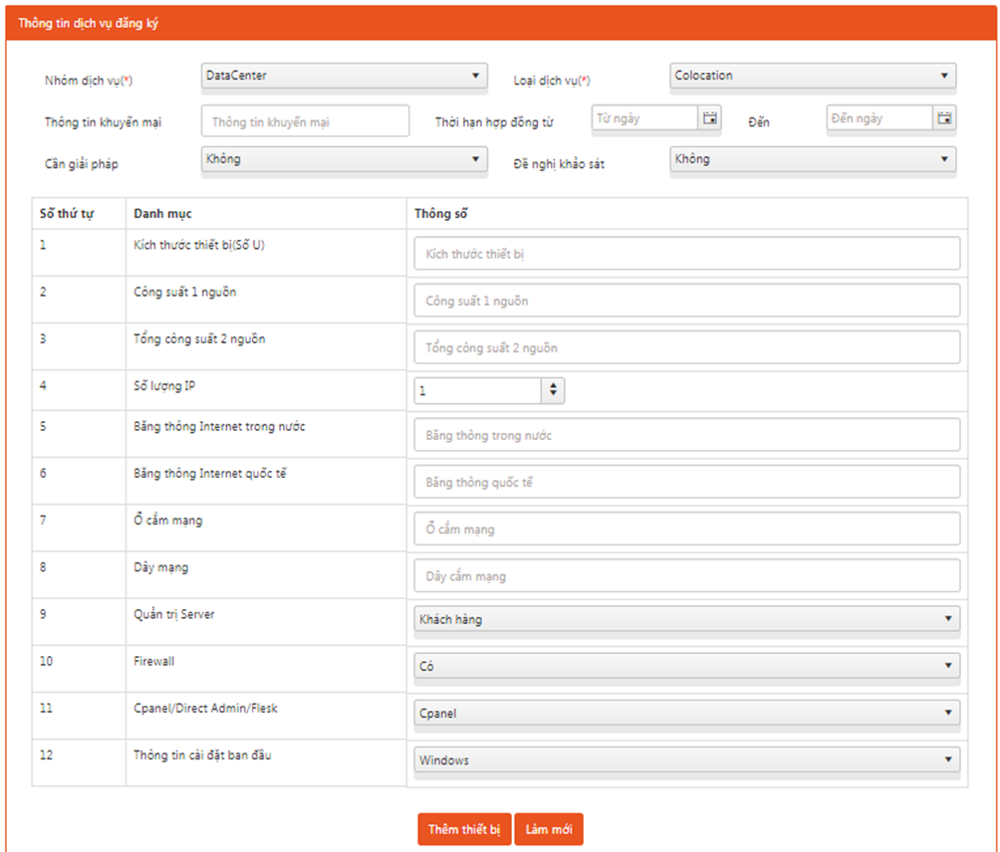 Thông tin dịch vụ đăng ký
Nhóm dịch vụ(*) DataCenter Loại dịch vụ(*) Colocation
Thông tin khuyến mại Thông tin khuyến mại Thời hạn hợp đồng từ Từ ngày Đến Đến ngày
Cần giải pháp Không Đề nghị khảo sát Không
Số thứ tự Danh mục Thông số
1 Kích thước thiết bị(Số U) Kích thước thiết bị
2 Công suất 1 nguồn Công suất 1 nguồn
3 Tổng công suất 2 nguồn Tổng công suất 2 nguồn
4 Số lượng IP 1
5 Băng thông Internet trong nước Băng thông trong nước
6 Băng thông Internet quốc tế Băng thông quốc tế
7 Ổ cắm mạng Ổ cắm mạng
8 Dây mạng Dây cắm mạng
9 Quản trị Server Khách hàng
10 Firewall Có
11 Cpanel/Direct Admin/Flesk Cpanel
12 Thông tin cài đặt ban đầu Windows
Thêm thiết bị Làm mới